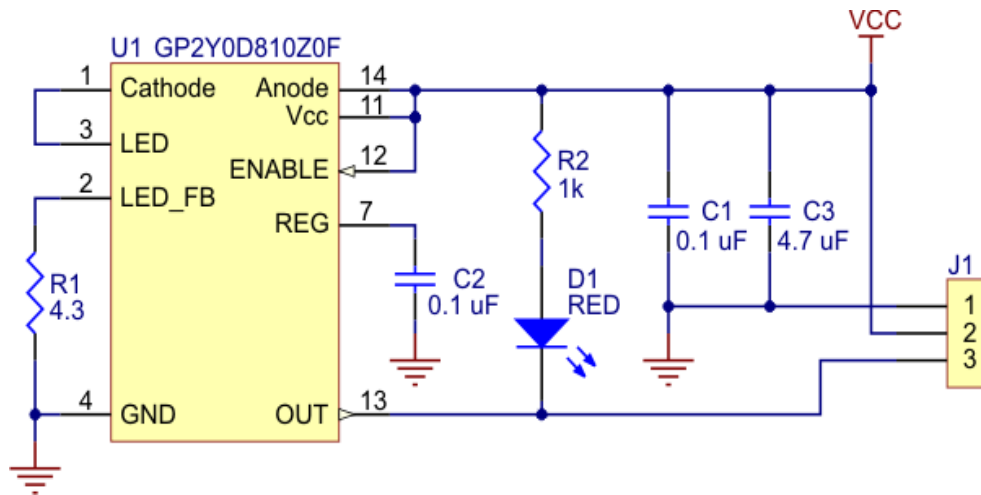 VCC
U1 GP2Y0D810Z0F
1
Cathode
Anode
14
Vcc
11
3
LED
ENABLE
12
R2
1k
2
LED_FB
REG
7
C1
0.1 uF
C3
4.7 uF
R1
4.3
C2
0.1 uF
D1
RED
J1
1
2
3
4
GND
OUT
13